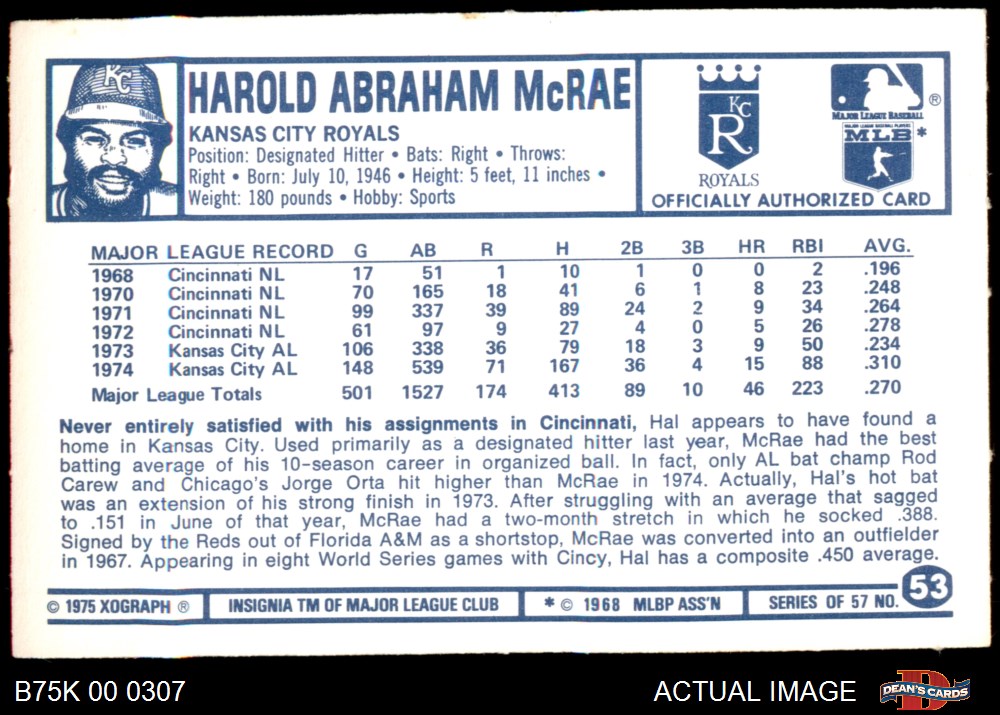 KC
HAROLD ABRAHAM McRAE
KANSAS CITY ROYALS
Position: Designated Hitter • Bats: Right • Throws:
Right • Born: July 10, 1946 • Height: 5 feet, 11 inches •
Weight: 180 pounds • Hobby: Sports
KC
R
ROYALS
®
MAJOR LEAGUE BASEBALL
MAJOR LEAGUE BASEBALL PLAYERS
MLB *
OFFICIALLY AUTHORIZED CARD
MAJOR LEAGUE RECORD G AB R H 2B 3B HR RBI AVG.
1968 Cincinnati NL 17 51 1 10 1 0 0 2 .196
1970 Cincinnati NL 70 165 18 41 6 1 8 23 .248
1971 Cincinnati NL 99 337 39 89 24 2 9 34 .264
1972 Cincinnati NL 61 97 9 27 4 0 5 26 .278
1973 Kansas City AL 106 338 36 79 18 3 9 50 .234
1974 Kansas City AL 148 539 71 167 36 4 15 88 .310
Major League Totals 501 1527 174 413 89 10 46 223 .270
Never entirely satisfied with his assignments in Cincinnati, Hal appears to have found a
home in Kansas City. Used primarily as a designated hitter last year, McRae had the best
batting average of his 10-season career in organized ball. In fact, only AL bat champ Rod
Carew and Chicago's Jorge Orta hit higher than McRae in 1974. Actually, Hal's hot bat
was an extension of his strong finish in 1973. After struggling with an average that sagged
to .151 in June of that year, McRae had a two-month stretch in which he socked .388.
Signed by the Reds out of Florida A&M as a shortstop, McRae was converted into an outfielder
in 1967. Appearing in eight World Series games with Cincy, Hal has a composite .450 average.
© 1975 XOGRAPH ® INSIGNIA TM OF MAJOR LEAGUE CLUB * © 1968 MLBP ASS'N SERIES OF 57 NO. 53
B75K 00 0307 ACTUAL IMAGE D DEAN'S CARDS